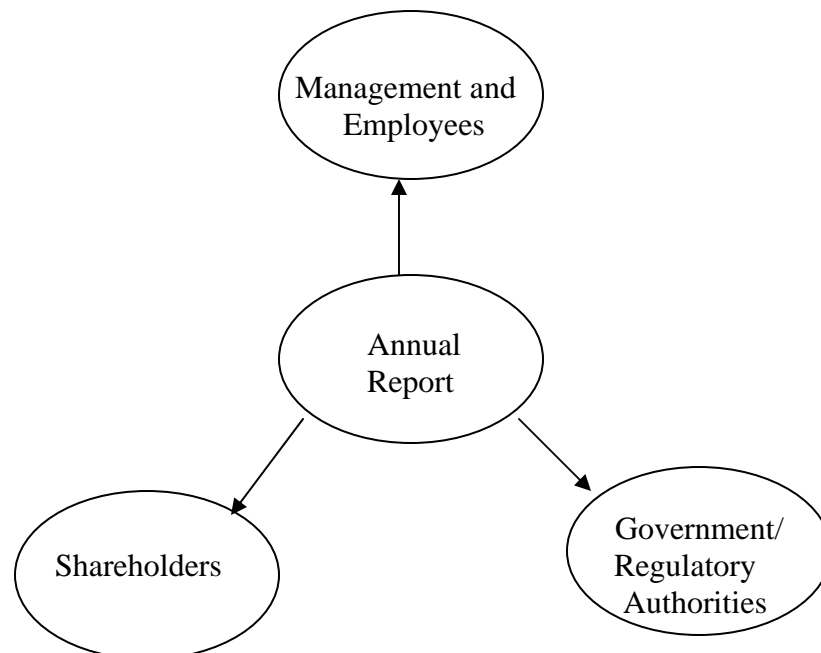 Management and
Employees
Annual
Report
Shareholders
Government/
Regulatory
Authorities